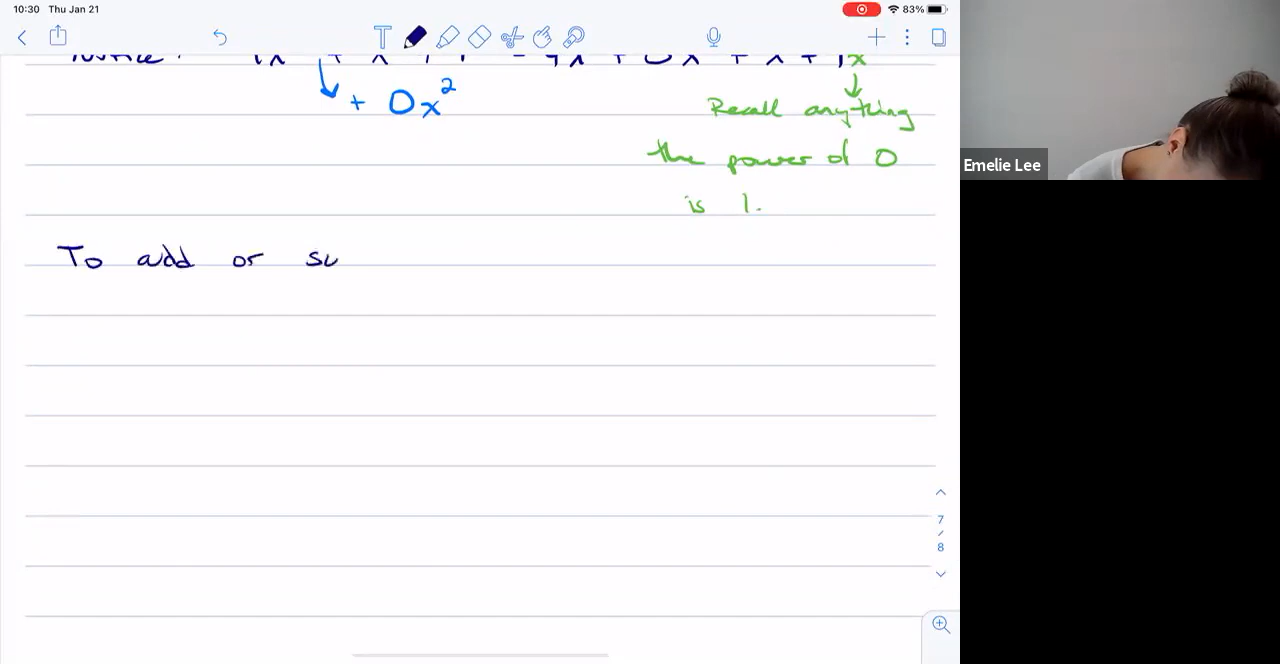 10:30 Thu Jan 21
83%
+ 0x²
Recall anything
the power of 0
is 1.
To add or su
Emelie Lee
7
8